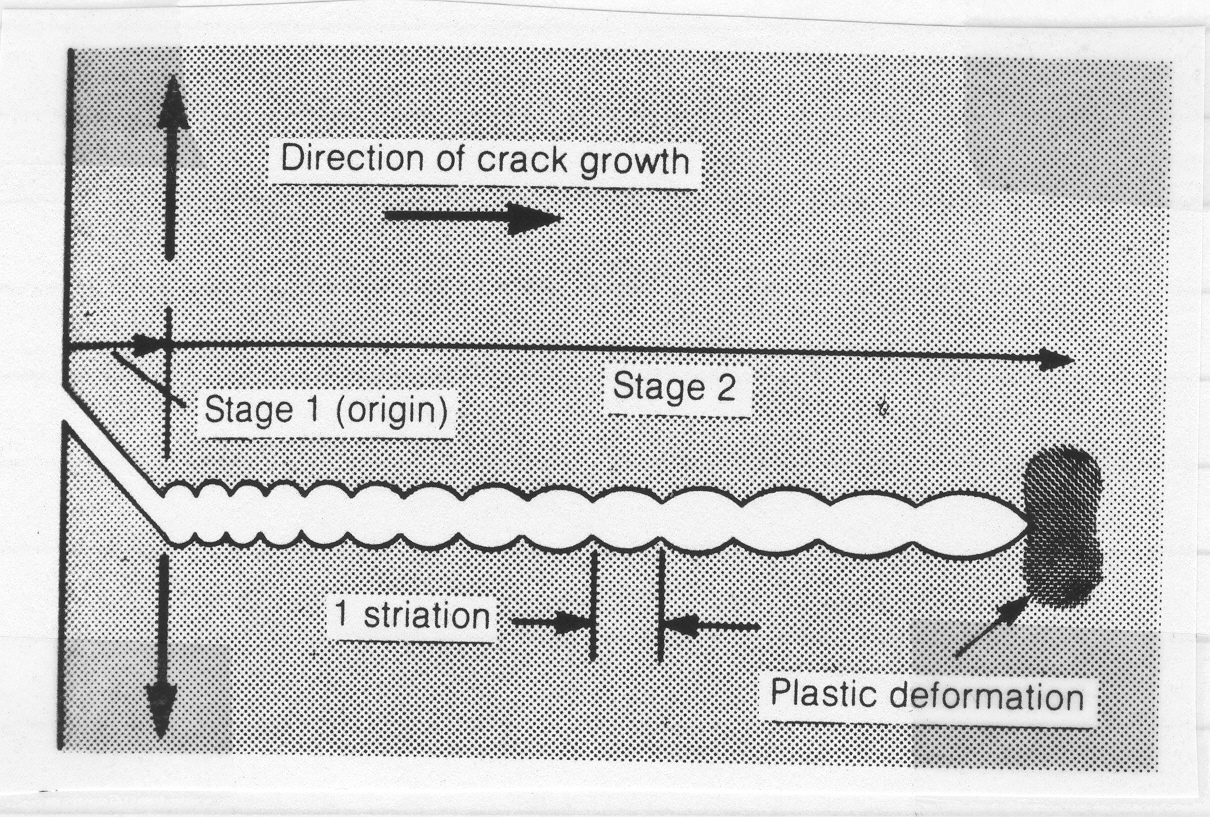 Direction of crack growth
Stage 2
Stage 1 (origin)
1 striation
Plastic deformation